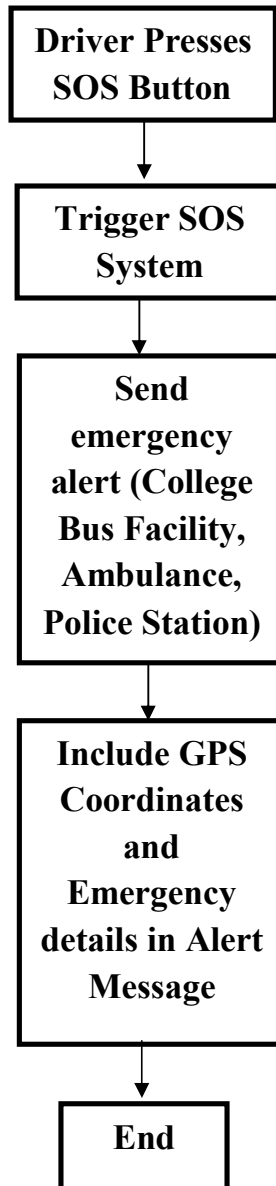 Driver Presses
SOS Button
Trigger SOS
System
Send
emergency
alert (College
Bus Facility,
Ambulance,
Police Station)
Include GPS
Coordinates
and
Emergency
details in Alert
Message
End